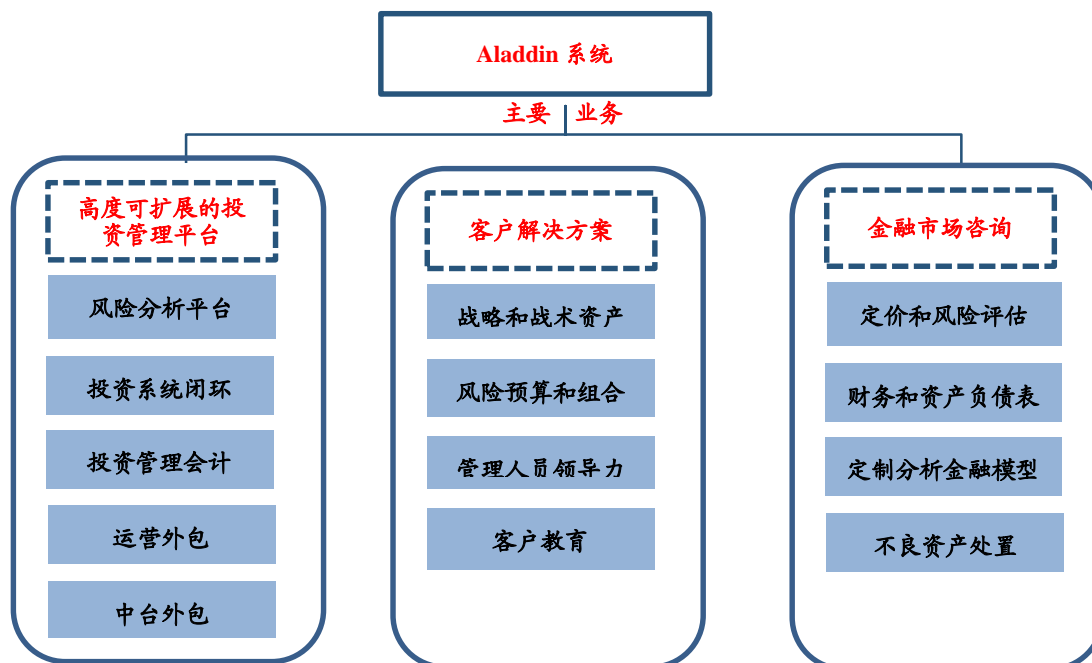 Aladdin 系统
主要 业务
高度可扩展的投
资管理平台
风险分析平台
投资系统闭环
投资管理会计
运营外包
中台外包
客户解决方案
战略和战术资产
风险预算和组合
管理人员领导力
客户教育
金融市场咨询
定价和风险评估
财务和资产负债表
定制分析金融模型
不良资产处置